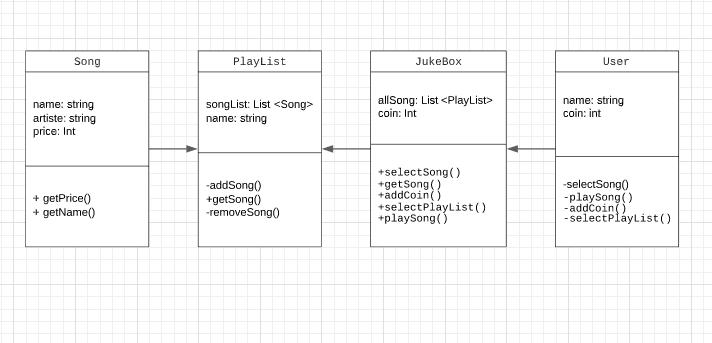 Song
name: string
artiste: string
price: Int
+ getPrice()
+ getName()
PlayList
songList: List <Song>
name: string
-addSong()
+getSong()
-removeSong()
JukeBox
allSong: List <PlayList>
coin: Int
+selectSong()
+getSong()
+addCoin()
+selectPlayList()
+playSong()
User
name: string
coin: int
-selectSong()
-playSong()
-addCoin()
-selectPlayList()